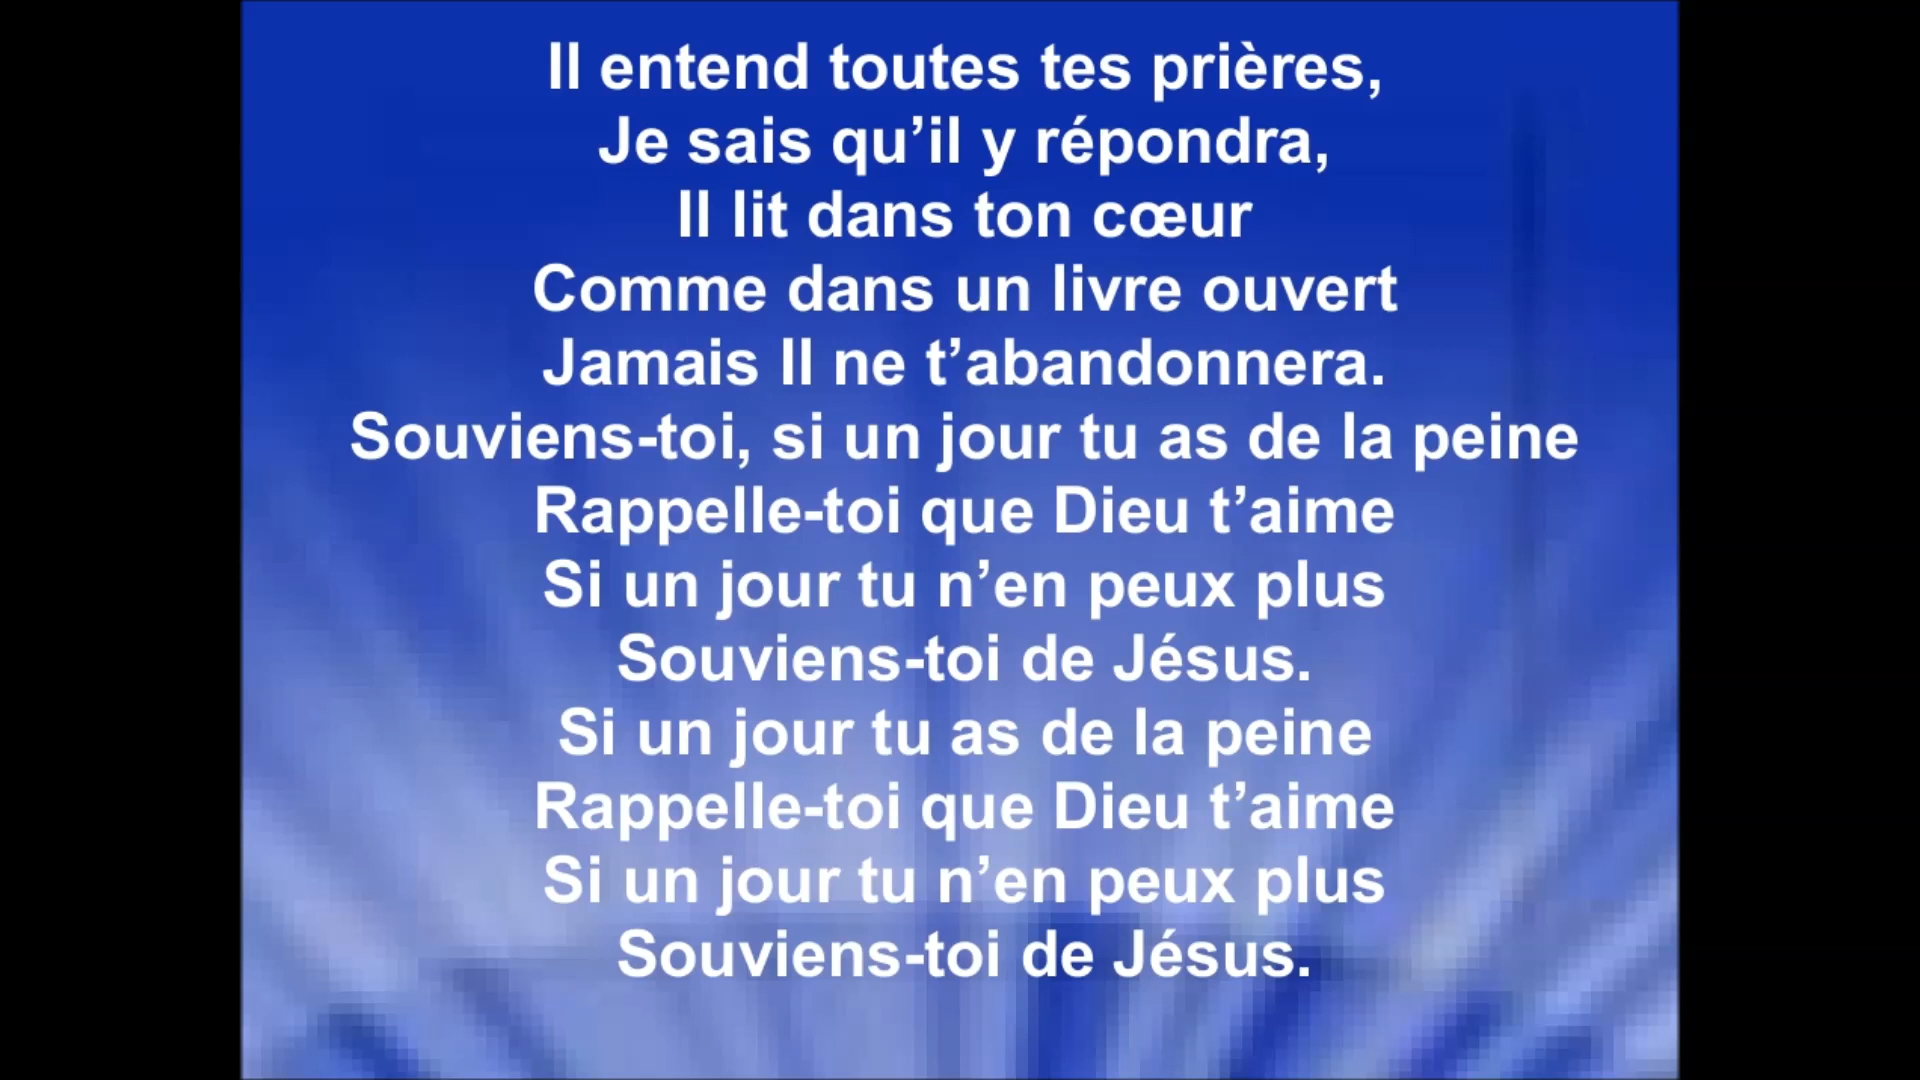 Il entend toutes tes prières,
Je sais qu’il y répondra,
Il lit dans ton cœur
Comme dans un livre ouvert
Jamais Il ne t’abandonnera.
Souviens-toi, si un jour tu as de la peine
Rappelle-toi que Dieu t’aime
Si un jour tu n’en peux plus
Souviens-toi de Jésus.
Si un jour tu as de la peine
Rappelle-toi que Dieu t’aime
Si un jour tu n’en peux plus
Souviens-toi de Jésus.